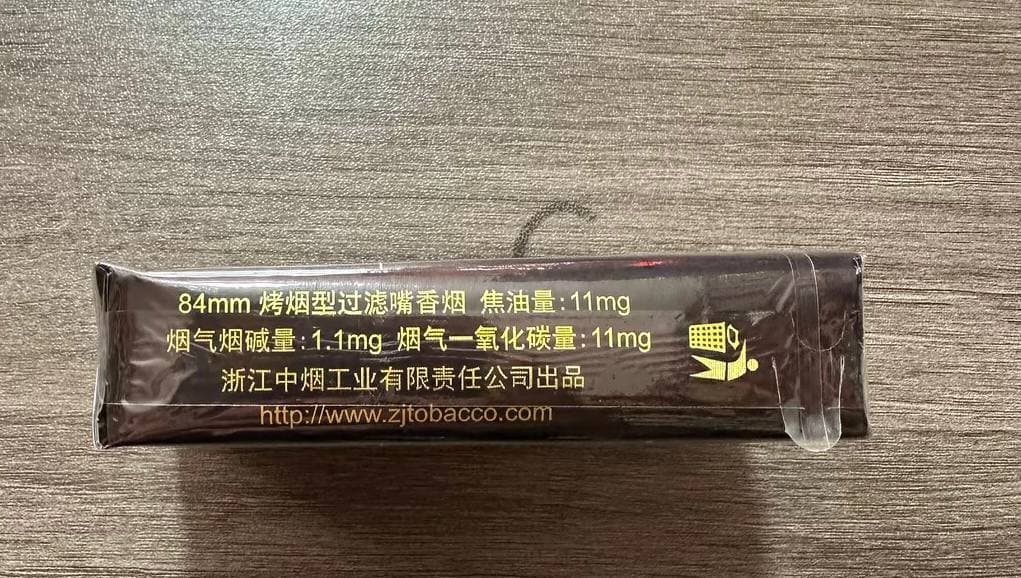 84mm 烤烟型过滤嘴香烟 焦油量:11mg
烟气烟碱量:1.1mg 烟气一氧化碳量:11mg
浙江中烟工业有限责任公司出品
http://www.zjtobacco.com